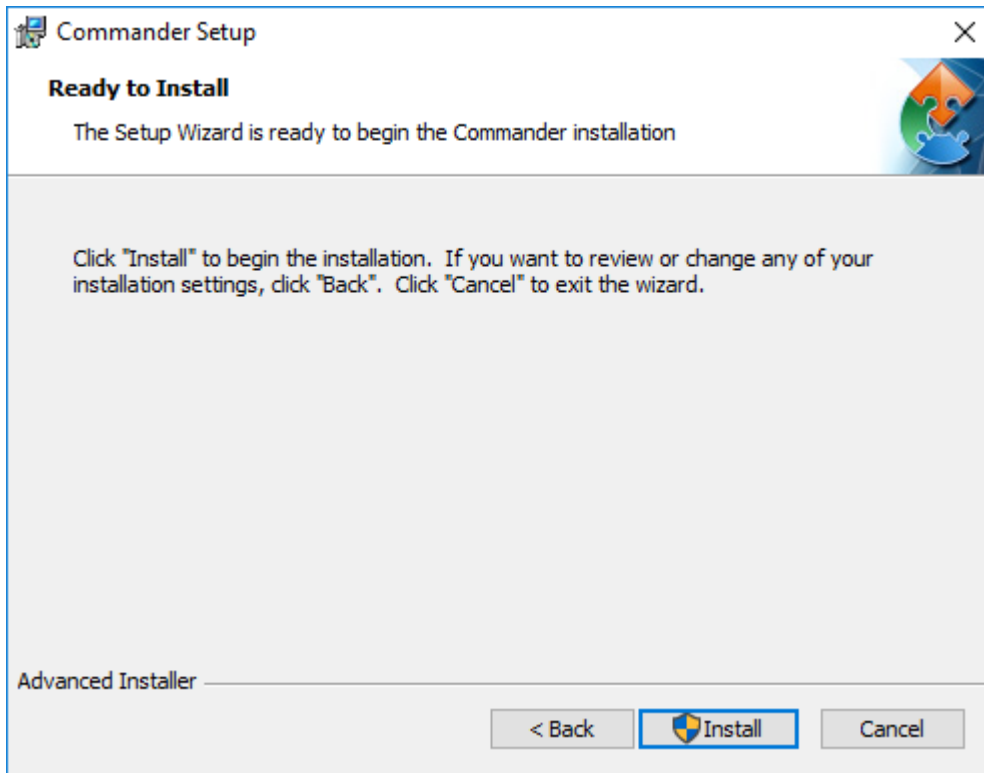 Commander Setup
Ready to Install
The Setup Wizard is ready to begin the Commander installation
Click "Install" to begin the installation.  If you want to review or change any of your
installation settings, click "Back".  Click "Cancel" to exit the wizard.
Advanced Installer
< Back
Install
Cancel